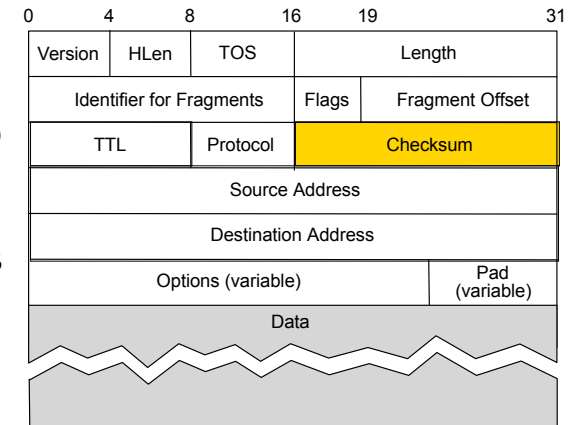 0 4 8 16 19 31
Version HLen TOS Length
Identifier for Fragments Flags Fragment Offset
TTL Protocol Checksum
Source Address
Destination Address
Options (variable) Pad (variable)
Data